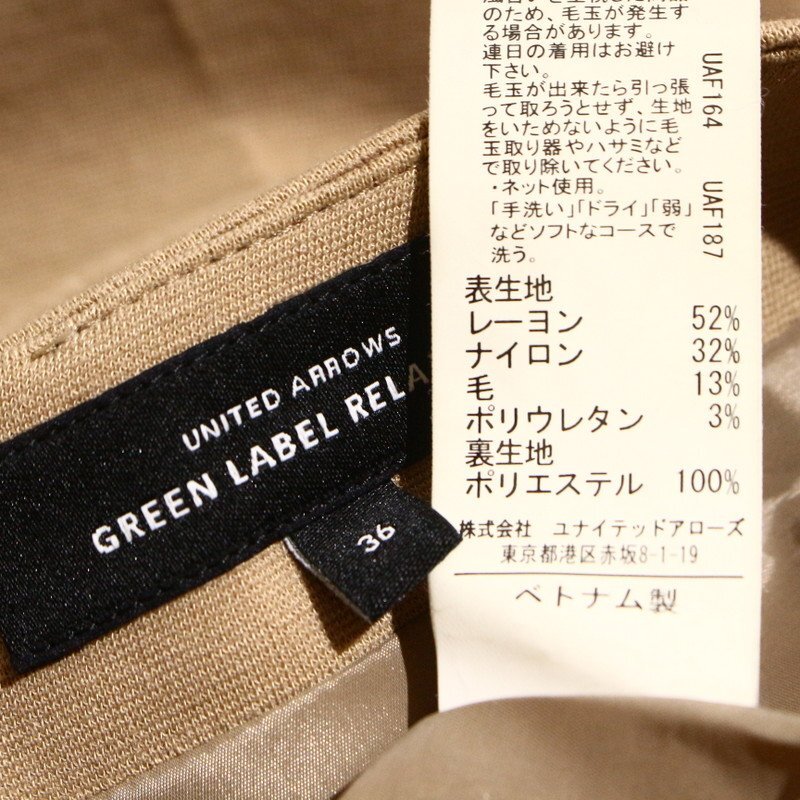 のため、毛玉が発生す
る場合があります。
連日の着用はお避け
下さい。
毛玉が出来たら引っ張
って取ろうとせず、生地
をいためないように毛
玉取り器やハサミなど
で取り除いてください。
・ネット使用。
「手洗い」「ドライ」「弱」
などソフトなコースで
洗う。
UAF164
UAF187
表生地
レーヨン 52%
ナイロン 32%
毛 13%
ポリウレタン 3%
裏生地
ポリエステル 100%
株式会社 ユナイテッドアローズ
東京都港区赤坂8-1-19
ベトナム製
UNITED ARROWS
GREEN LABEL RELA
36